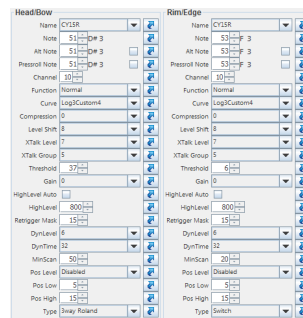 Head/Bow
Name CY15R
Note 51 D# 3
Alt Note 51 D# 3
Pressroll Note 51 D# 3
Channel 10
Function Normal
Curve Log3Custom4
Compression 0
Level Shift 8
XTalk Level 7
XTalk Group 5
Threshold 37
Gain 0
HighLevel Auto
HighLevel 800
Retrigger Mask 15
DynLevel 6
DynTime 32
MinScan 50
Pos Level Disabled
Pos Low 5
Pos High 15
Type 3way Roland
Rim/Edge
Name CY15R
Note 53 F 3
Alt Note 53 F 3
Pressroll Note 53 F 3
Channel 10
Function Normal
Curve Log3Custom4
Compression 0
Level Shift 8
XTalk Level 7
XTalk Group 5
Threshold 6
Gain 0
HighLevel Auto
HighLevel 800
Retrigger Mask 15
DynLevel 6
DynTime 32
MinScan 20
Pos Level Disabled
Pos Low 5
Pos High 15
Type Switch